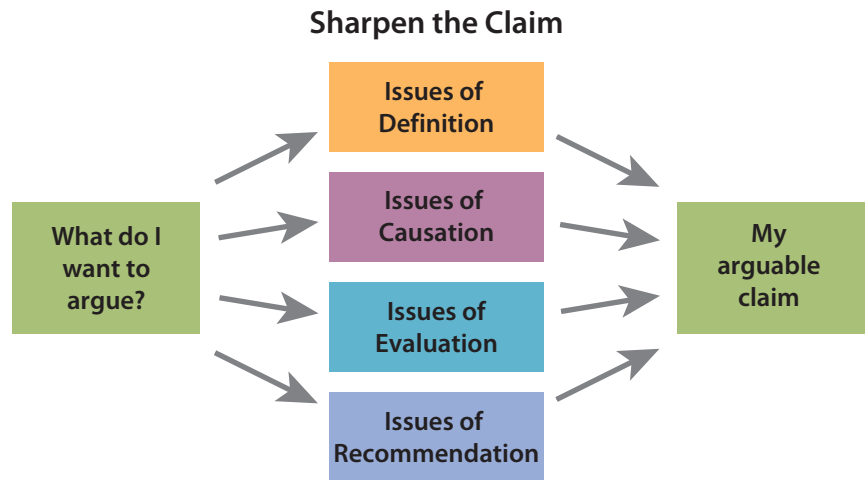 Sharpen the Claim
What do I
want to
argue?
Issues of
Definition
Issues of
Causation
Issues of
Evaluation
Issues of
Recommendation
My
arguable
claim